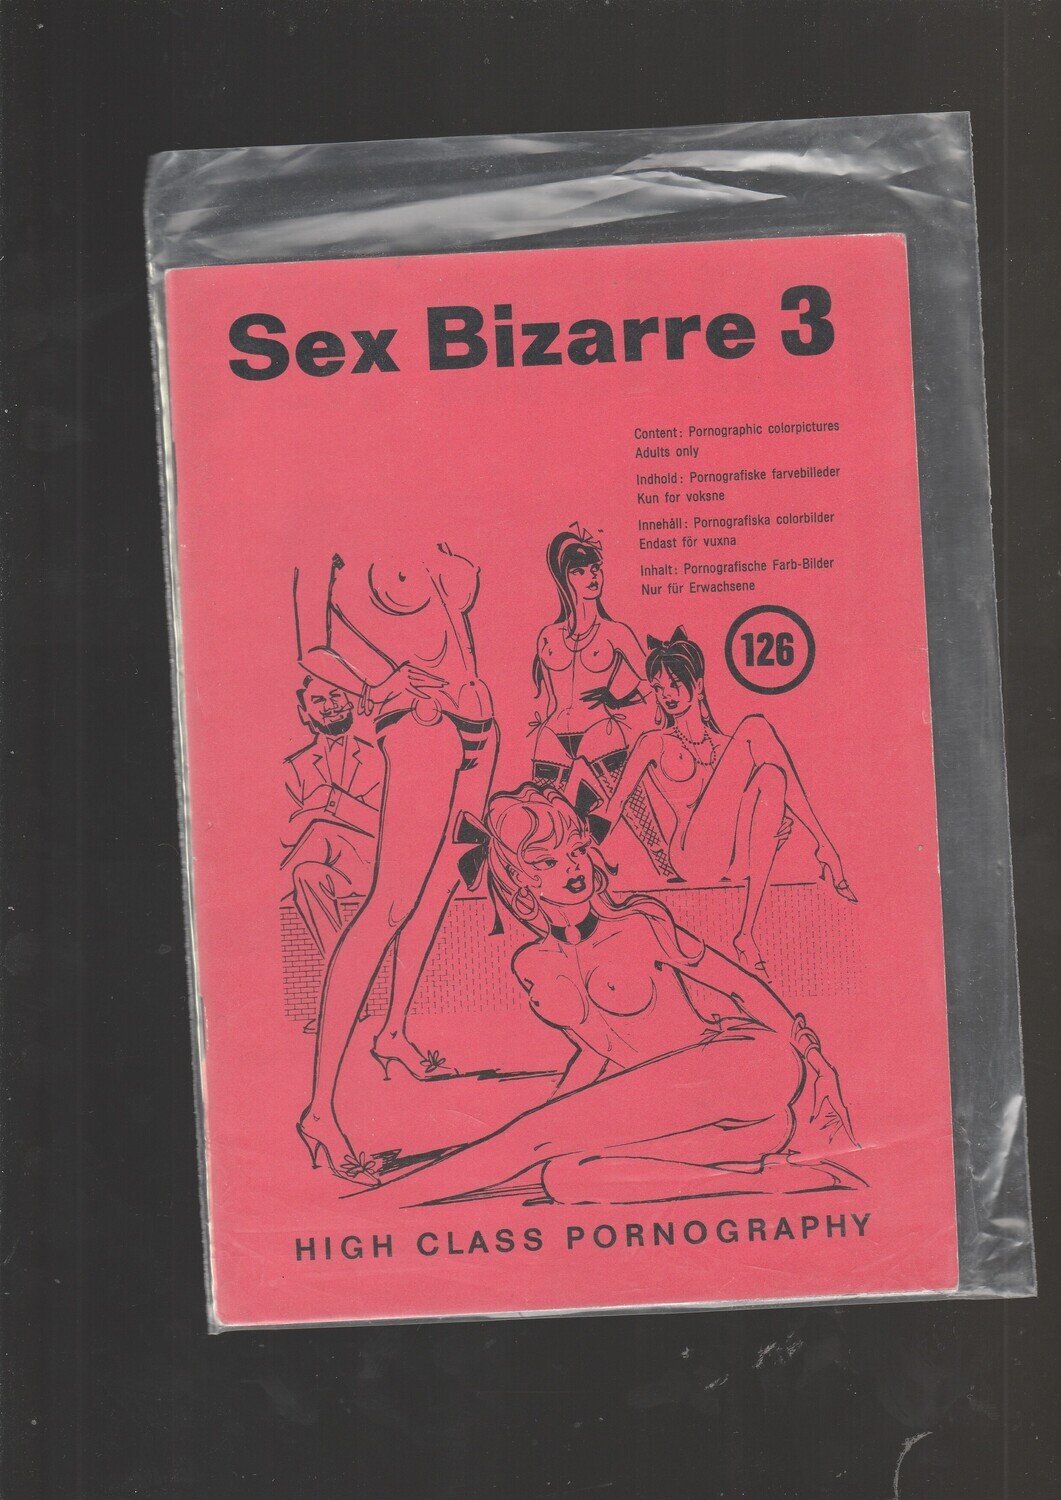 Sex Bizarre 3
Content: Pornographic colorpictures
Adults only
Indhold: Pornografiske farvebilleder
Kun for voksne
Innehåll: Pornografiska colorbilder
Endast för vuxna
Inhalt: Pornografische Farb-Bilder
Nur für Erwachsene
126
HIGH CLASS PORNOGRAPHY